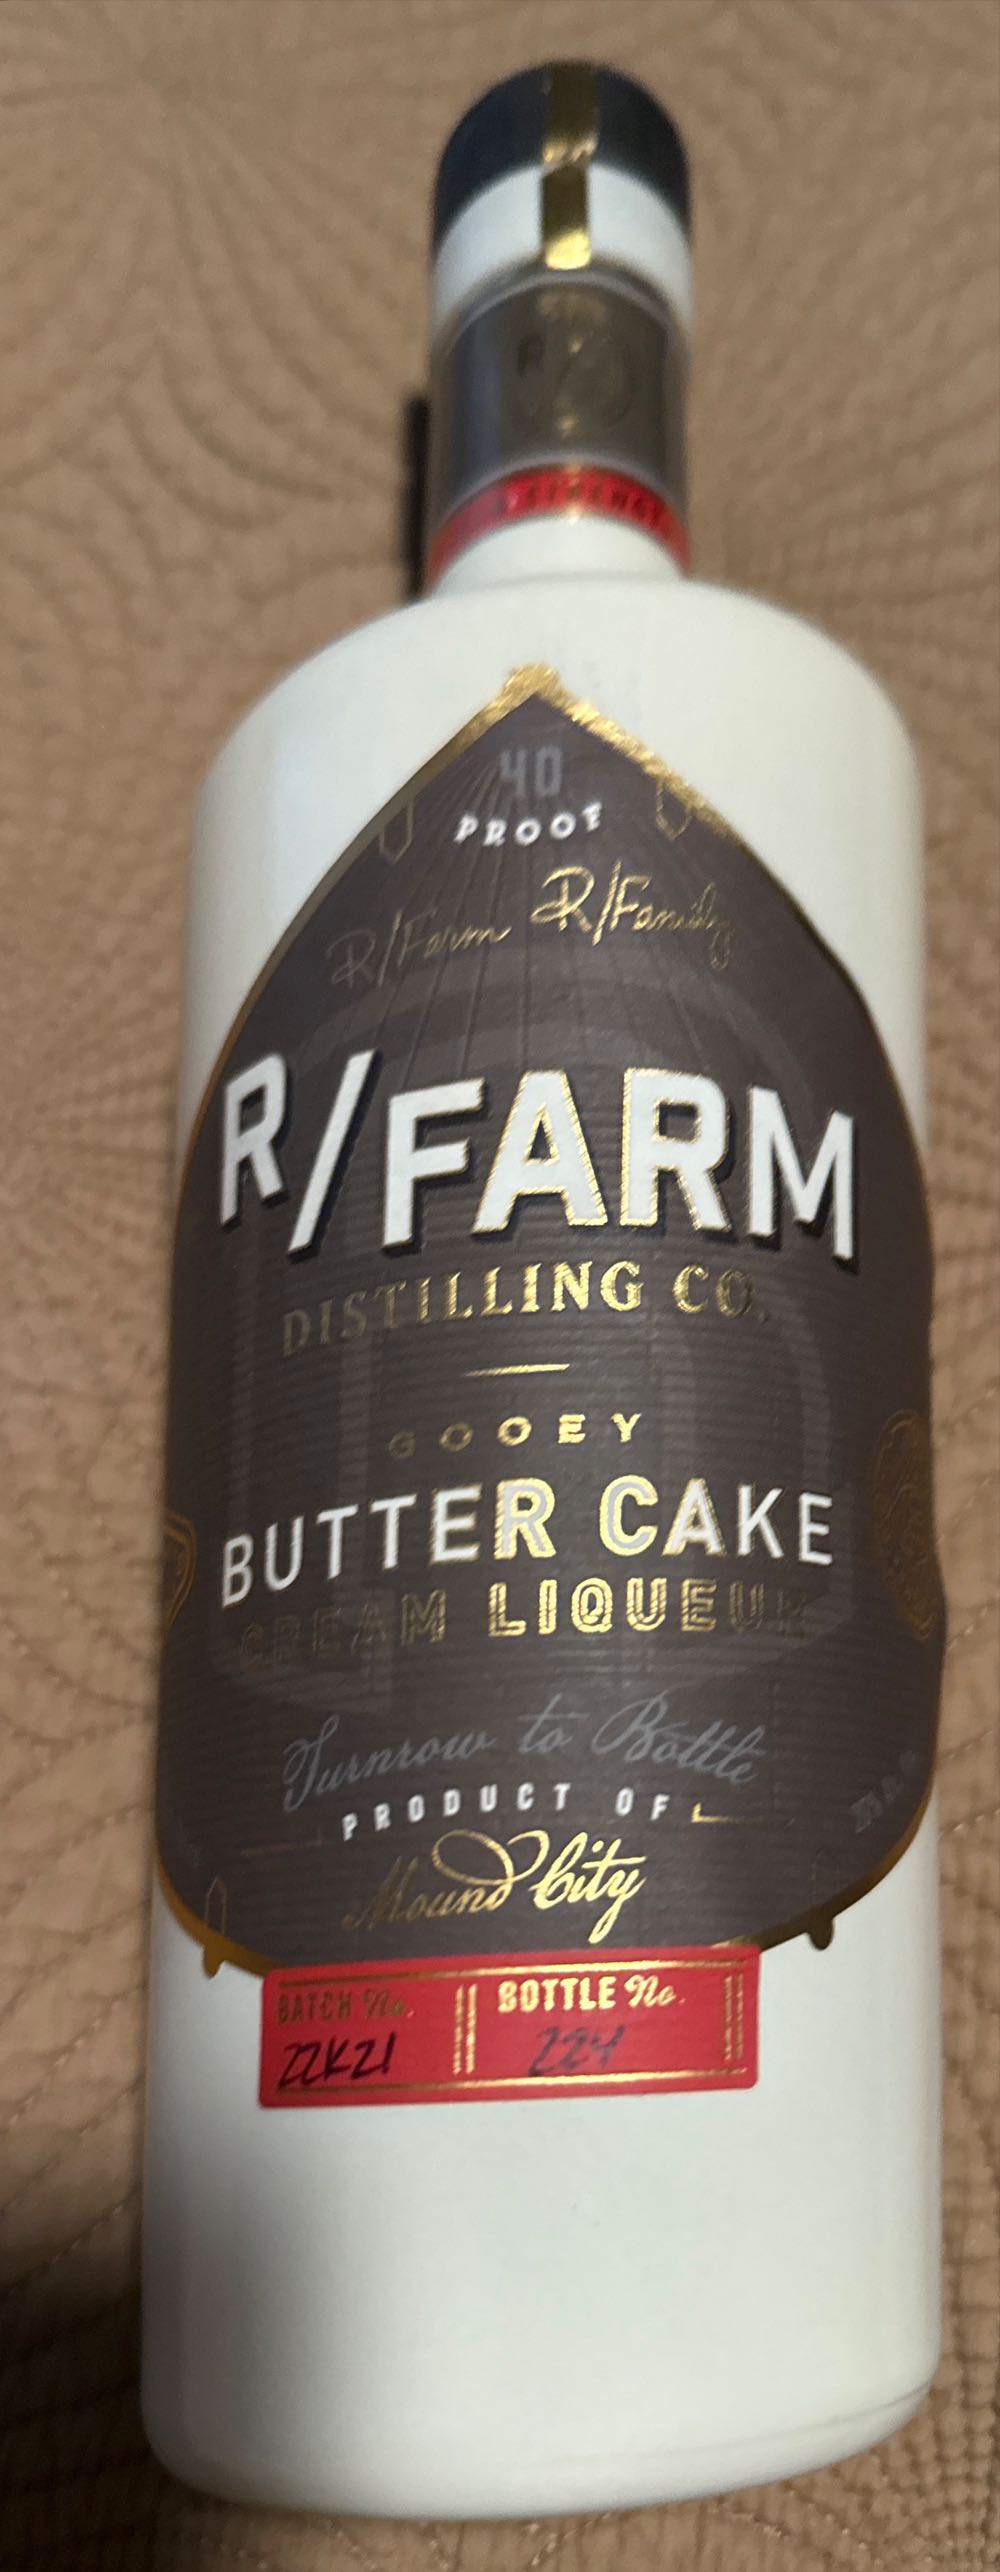 40
PROOF
R/Farm R/Family
R/FARM
DISTILLING CO.
GOOEY
BUTTER CAKE
CREAM LIQUEUR
Turnrow to Bottle
PRODUCT OF
Mound City
BATCH No. BOTTLE No.
22K21 224